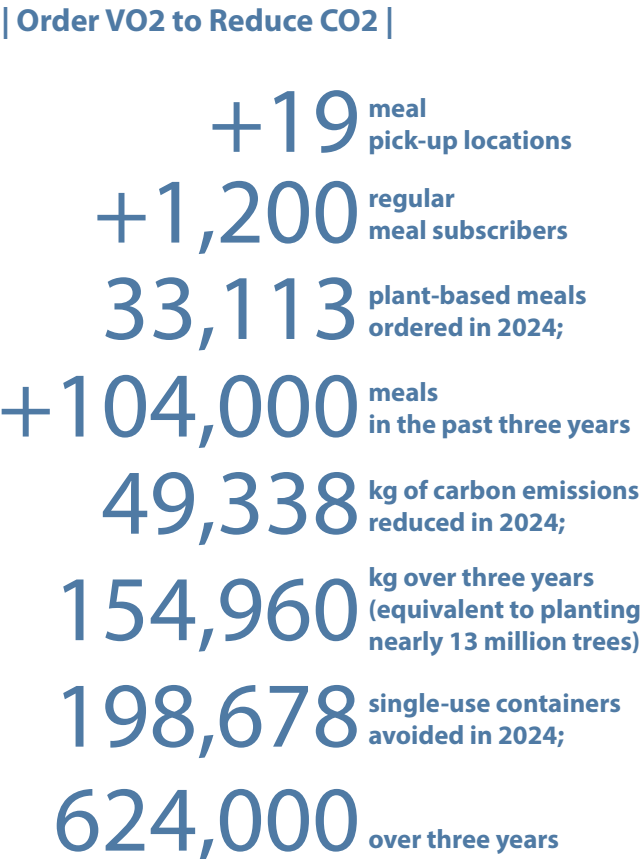 | Order VO2 to Reduce CO2 |
+19 meal
pick-up locations
+1,200 regular
meal subscribers
33,113 plant-based meals
ordered in 2024;
+104,000 meals
in the past three years
49,338 kg of carbon emissions
reduced in 2024;
154,960 kg over three years
(equivalent to planting
nearly 13 million trees)
198,678 single-use containers
avoided in 2024;
624,000 over three years